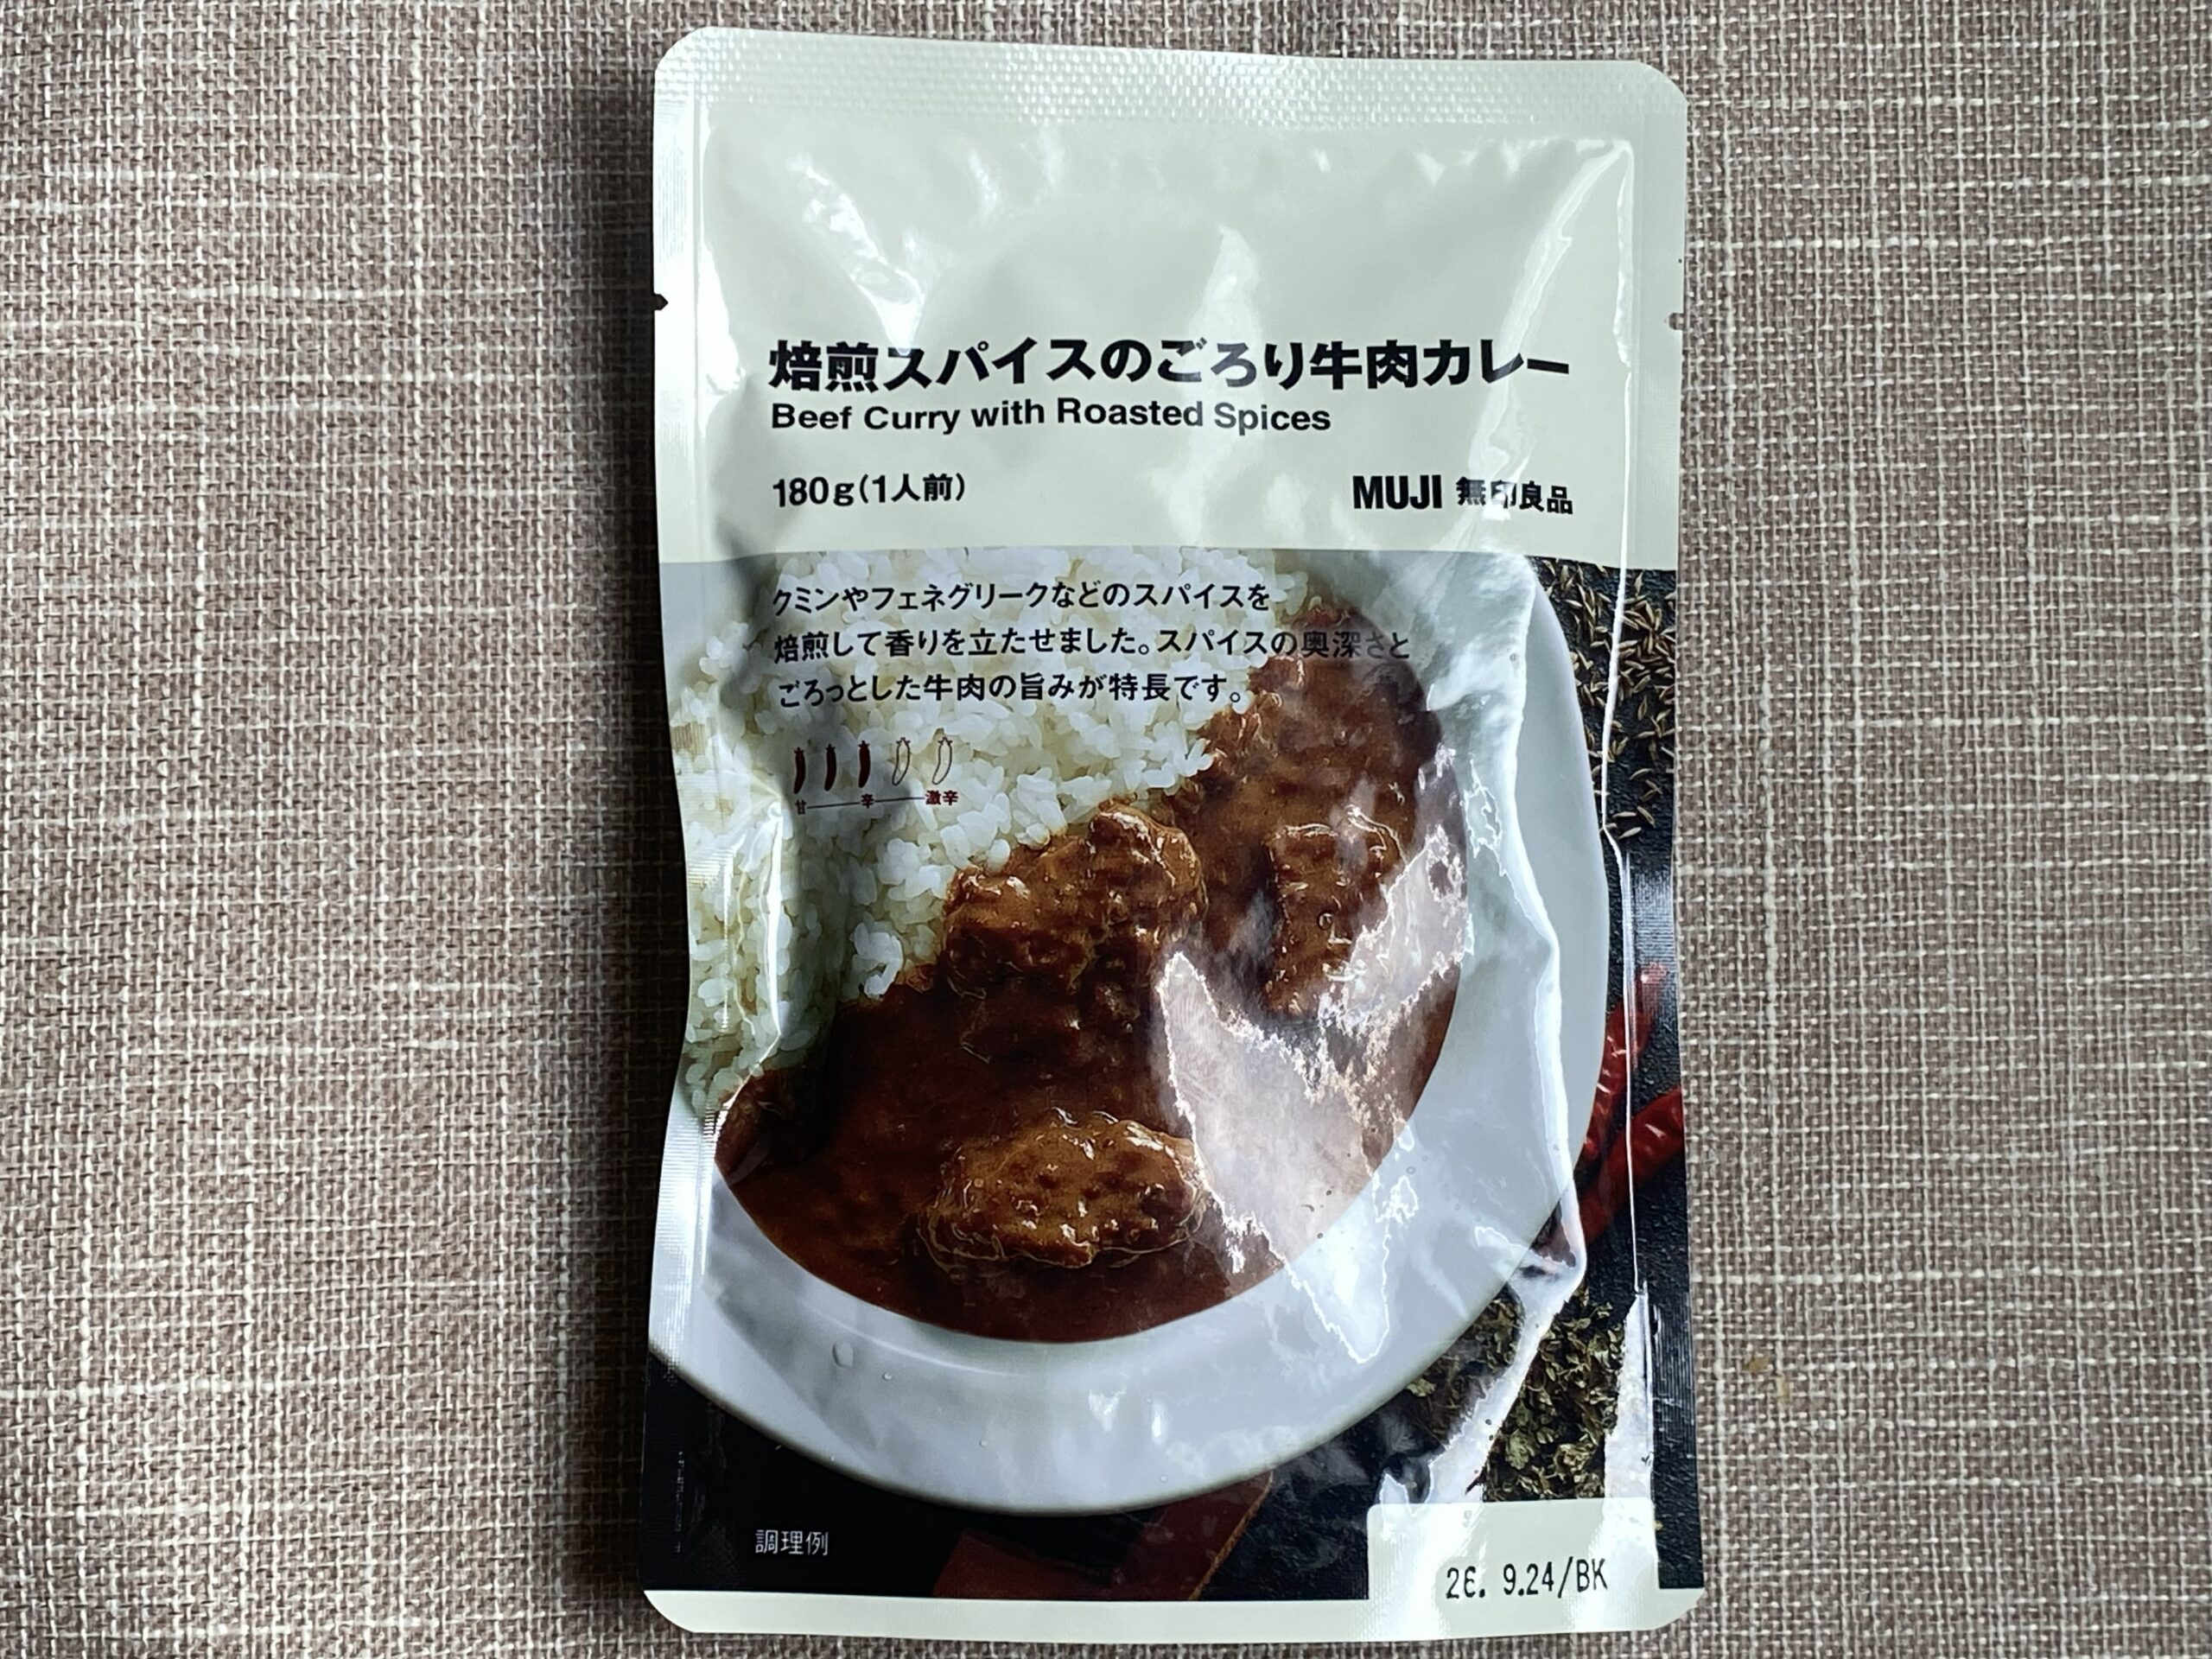 焙煎スパイスのごろり牛肉カレー
Beef Curry with Roasted Spices
180g(1人前)
MUJI 無印良品
クミンやフェネグリークなどのスパイスを
焙煎して香りを立たせました。スパイスの奥深さと
ごろっとした牛肉の旨みが特長です。
甘 辛 激辛
調理例
26. 9.24/BK